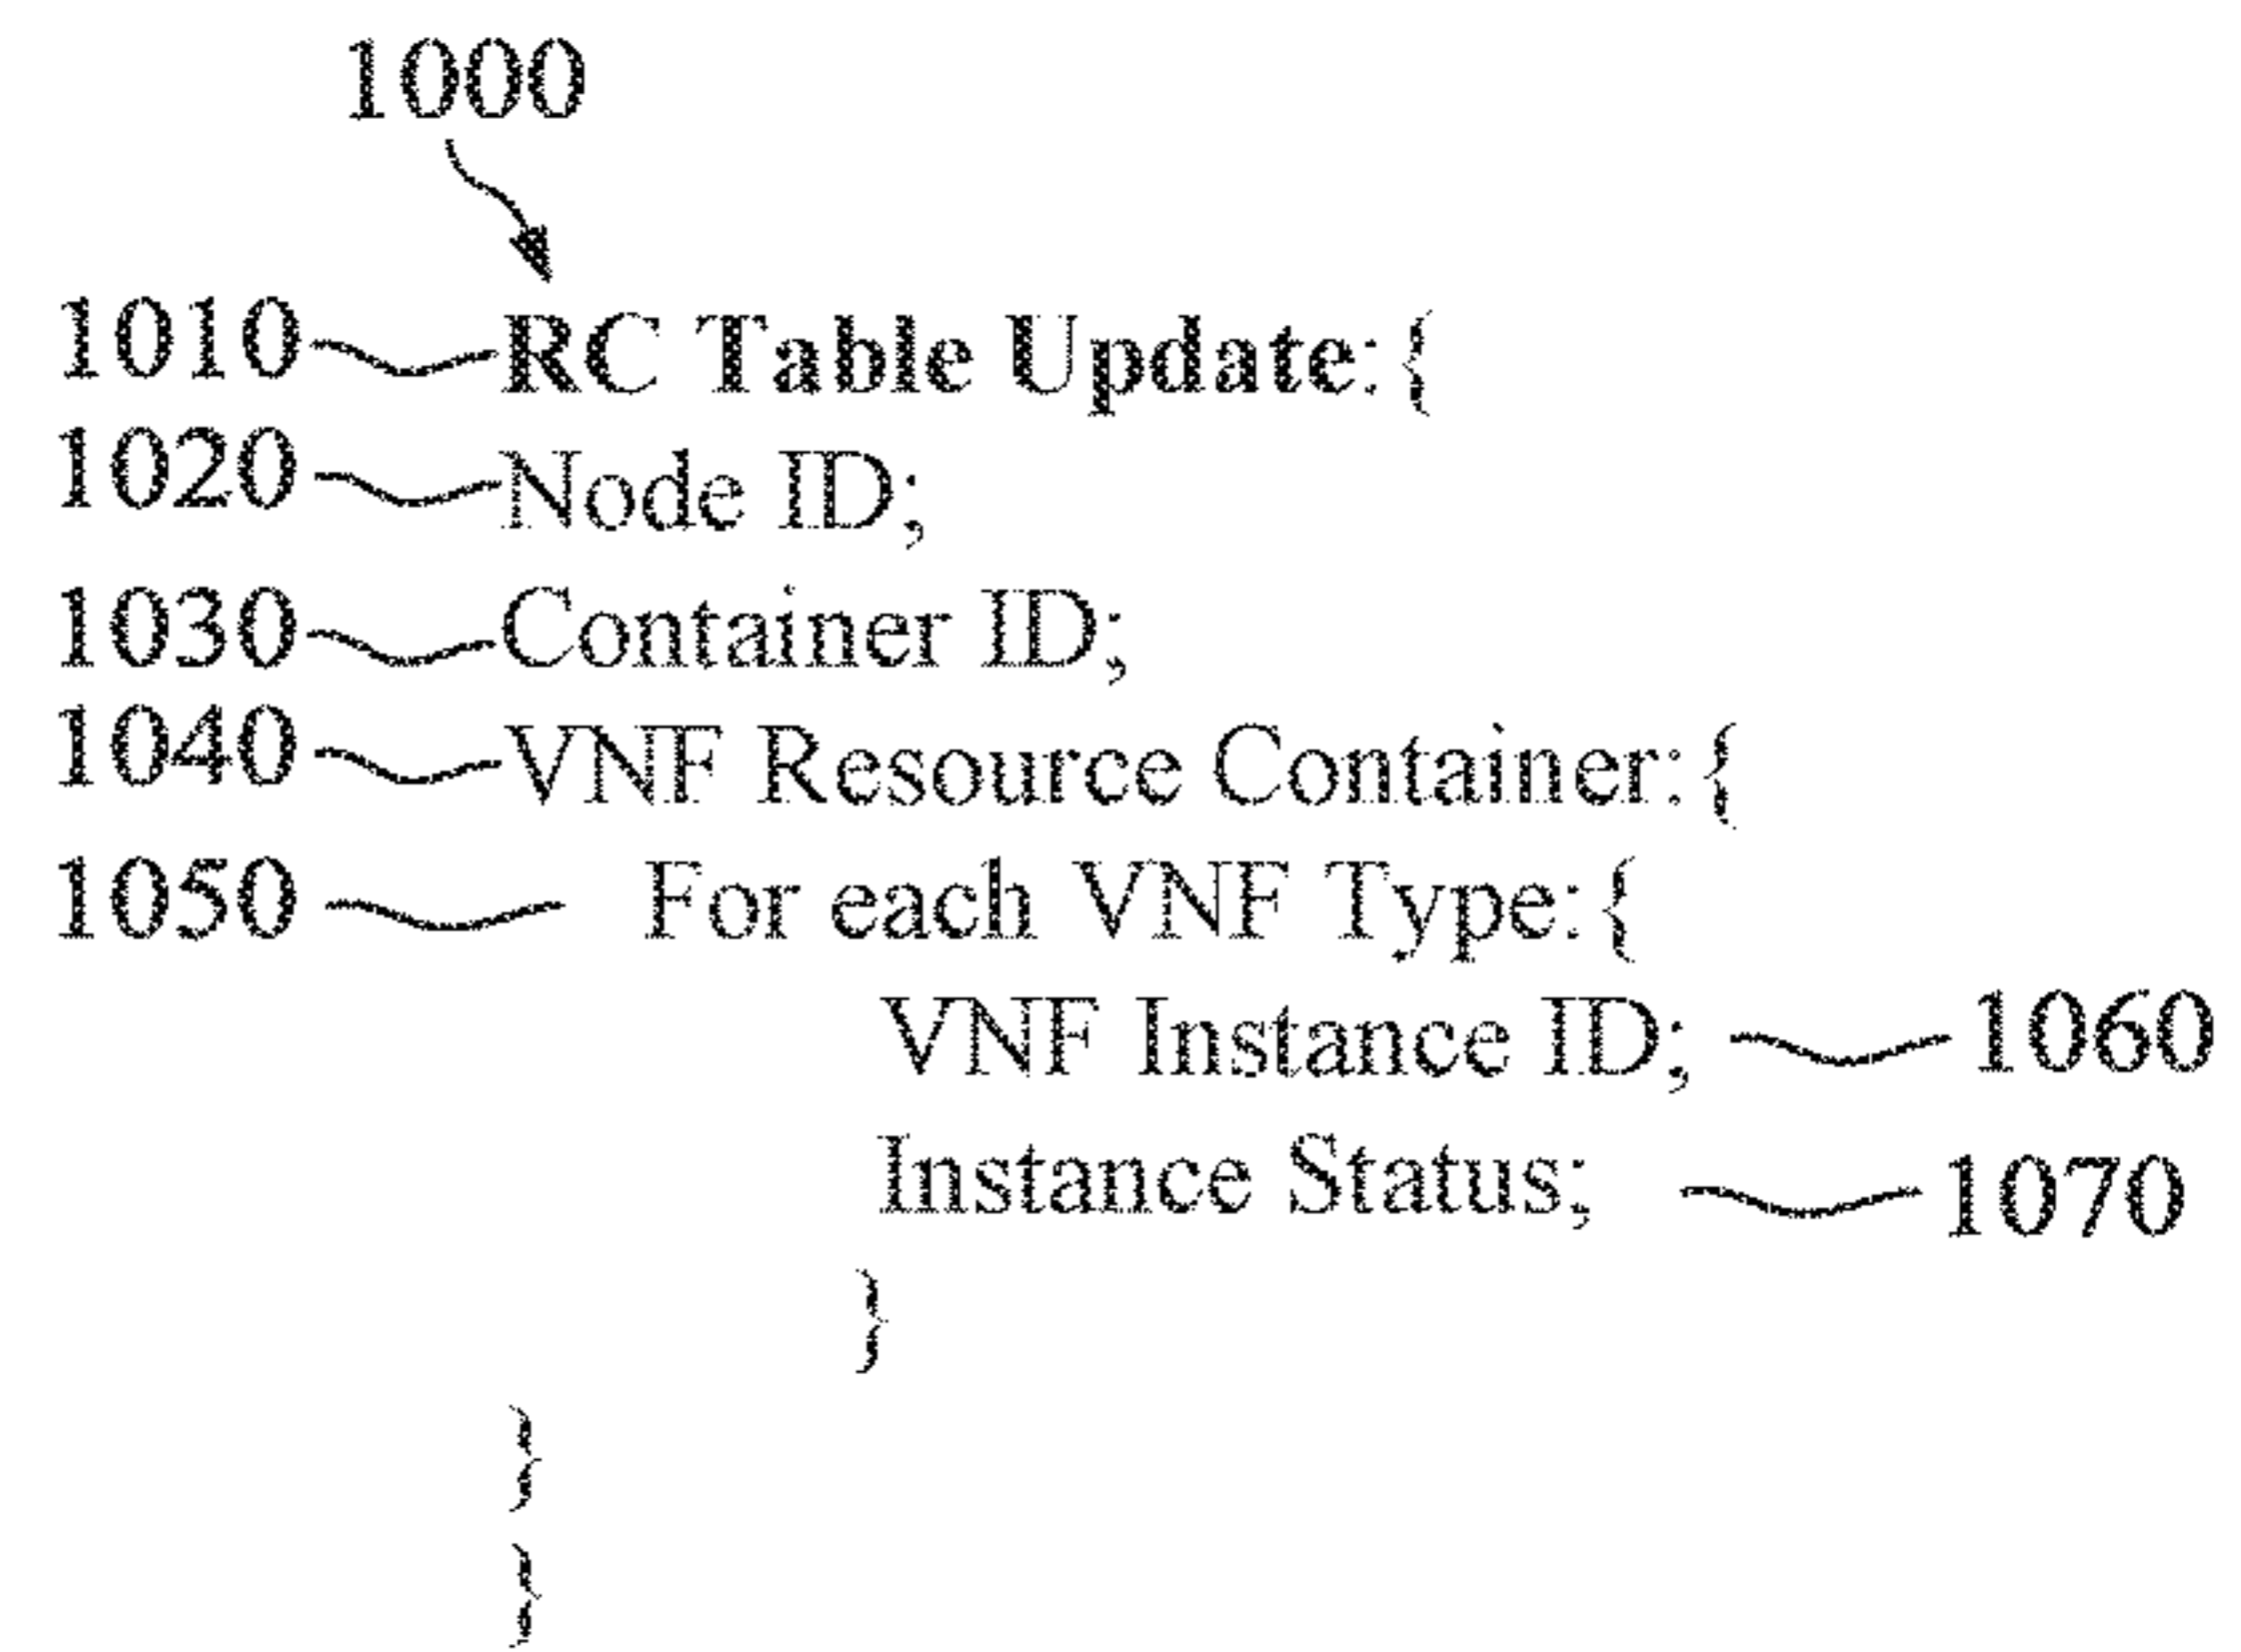 1000
1010 RC Table Update:{
1020 Node ID;
1030 Container ID;
1040 VNF Resource Container:{
1050 For each VNF Type:{
VNF Instance ID; 1060
Instance Status; 1070
}
}
}